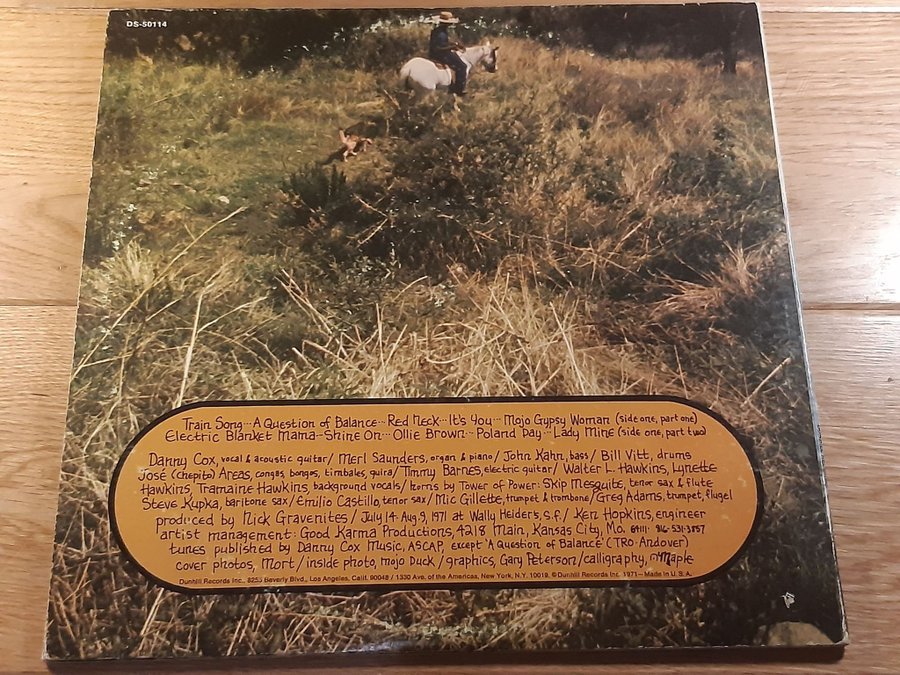 DS-50114
Train Song··A Question of Balance··Red Neck··It's You··Mojo Gypsy Woman (side one, part one)
Electric Blanket Mama··Shine On··Ollie Brown··Poland Day··Lady Mine (side one, part two)
Danny Cox, vocal & acoustic guitar/ Merl Saunders, organ & piano/ John Kahn, bass/ Bill Vitt, drums
José (Chepito) Areas, congas, bongos, timbales, guira/ Timmy Barnes, electric guitar/ Walter L. Hawkins, Lynette
Hawkins, Tramaine Hawkins, background vocals/ horns by Tower of Power: Skip Mesquite, tenor sax & flute
Steve Kupka, baritone sax/ Emilio Castillo, tenor sax/ Mic Gillette, trumpet & trombone/ Greg Adams, trumpet, flugel
produced by Nick Gravenites/ July 14-Aug. 9, 1971 at Wally Heider's, S.F./ Ken Hopkins, engineer
artist management: Good Karma Productions, 4218 Main, Kansas City, Mo. 64111· 816-531-3857
tunes published by Danny Cox Music, ASCAP, except 'A Question of Balance' (TRO-Andover)
cover photos, Mort/ inside photo, mojo Duck/ graphics, Gary Peterson/ calligraphy, Maple
Dunhill Records Inc., 8255 Beverly Blvd., Los Angeles, Calif. 90048 / 1330 Ave. of the Americas, New York, N.Y. 10019. ©Dunhill Records Inc. 1971—Made in U.S.A.